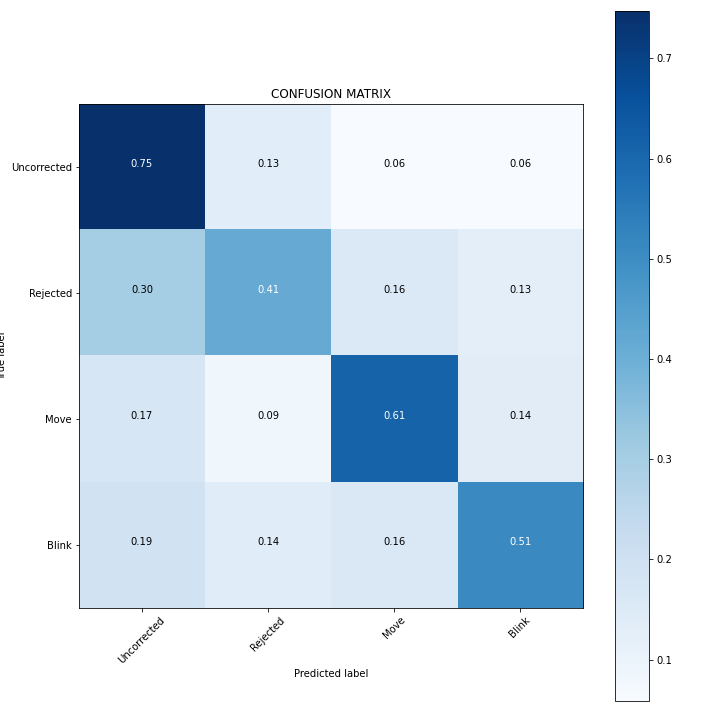 CONFUSION MATRIX
Uncorrected 0.75 0.13 0.06 0.06
Rejected 0.30 0.41 0.16 0.13
Move 0.17 0.09 0.61 0.14
Blink 0.19 0.14 0.16 0.51
Uncorrected Rejected Move Blink
Predicted label
0.7
0.6
0.5
0.4
0.3
0.2
0.1